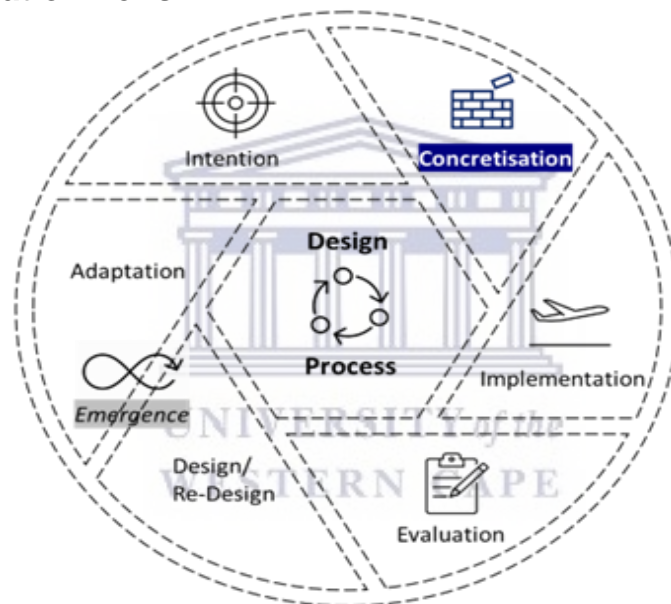 Intention
Concretisation
Design
Adaptation
Process
Implementation
Emergence
UNIVERSITY of the
WESTERN CAPE
Design/
Re-Design
Evaluation